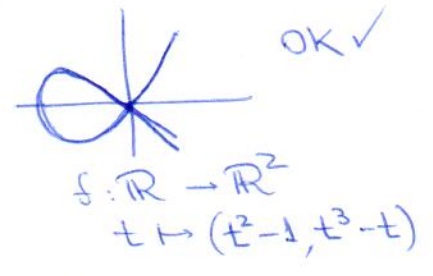 OK ✓
f: ℝ → ℝ²
t ↦ (t²-1, t³-t)